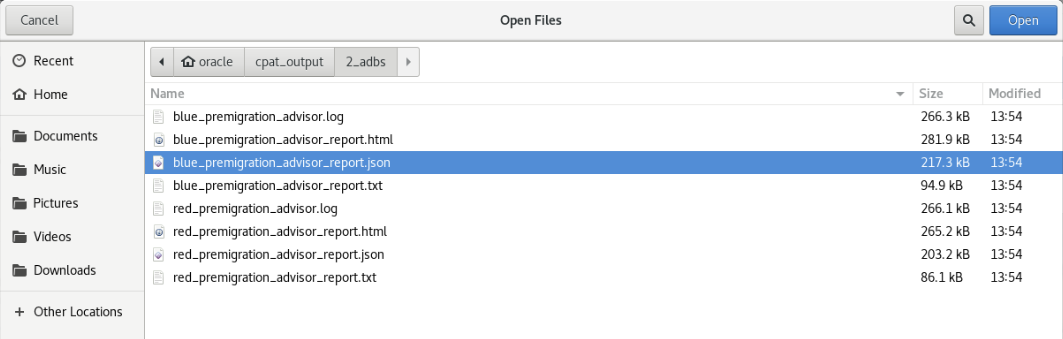 Cancel Open Files Open
Recent
Home
Documents
Music
Pictures
Videos
Downloads
Other Locations
oracle cpat_output 2_adbs
Name Size Modified
blue_premigration_advisor.log 266.3 kB 13:54
blue_premigration_advisor_report.html 281.9 kB 13:54
blue_premigration_advisor_report.json 217.3 kB 13:54
blue_premigration_advisor_report.txt 94.9 kB 13:54
red_premigration_advisor.log 266.1 kB 13:54
red_premigration_advisor_report.html 265.2 kB 13:54
red_premigration_advisor_report.json 203.2 kB 13:54
red_premigration_advisor_report.txt 86.1 kB 13:54